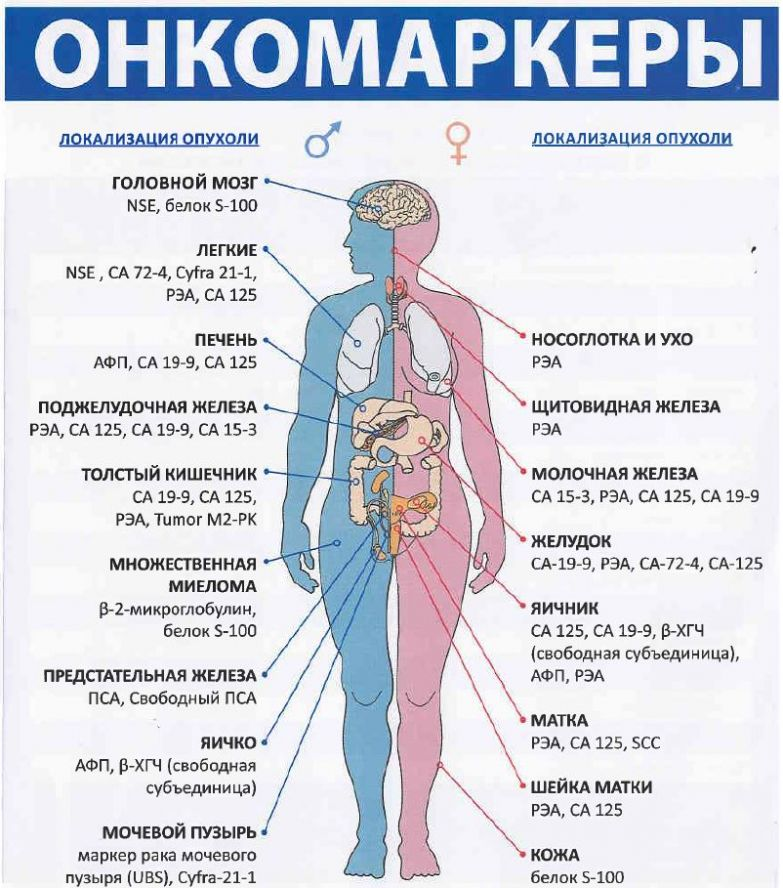 ОНКОМАРКЕРЫ
ЛОКАЛИЗАЦИЯ ОПУХОЛИ
ГОЛОВНОЙ МОЗГ
NSE, белок S-100
ЛЕГКИЕ
NSE , CA 72-4, Cyfra 21-1,
РЭА, CA 125
ПЕЧЕНЬ
АФП, CA 19-9, CA 125
ПОДЖЕЛУДОЧНАЯ ЖЕЛЕЗА
РЭА, CA 125, CA 19-9, CA 15-3
ТОЛСТЫЙ КИШЕЧНИК
CA 19-9, CA 125,
РЭА, Tumor M2-PK
МНОЖЕСТВЕННАЯ
МИЕЛОМА
β-2-микроглобулин,
белок S-100
ПРЕДСТАТЕЛЬНАЯ ЖЕЛЕЗА
ПСА, Свободный ПСА
ЯИЧКО
АФП, β-ХГЧ (свободная
субъединица)
МОЧЕВОЙ ПУЗЫРЬ
маркер рака мочевого
пузыря (UBS), Cyfra-21-1
ЛОКАЛИЗАЦИЯ ОПУХОЛИ
НОСОГЛОТКА И УХО
РЭА
ЩИТОВИДНАЯ ЖЕЛЕЗА
РЭА
МОЛОЧНАЯ ЖЕЛЕЗА
CA 15-3, РЭА, CA 125, CA 19-9
ЖЕЛУДОК
CA-19-9, РЭА, CA-72-4, CA-125
ЯИЧНИК
CA 125, CA 19-9, β-ХГЧ
(свободная субъединица),
АФП, РЭА
МАТКА
РЭА, CA 125, SCC
ШЕЙКА МАТКИ
РЭА, CA 125
КОЖА
белок S-100